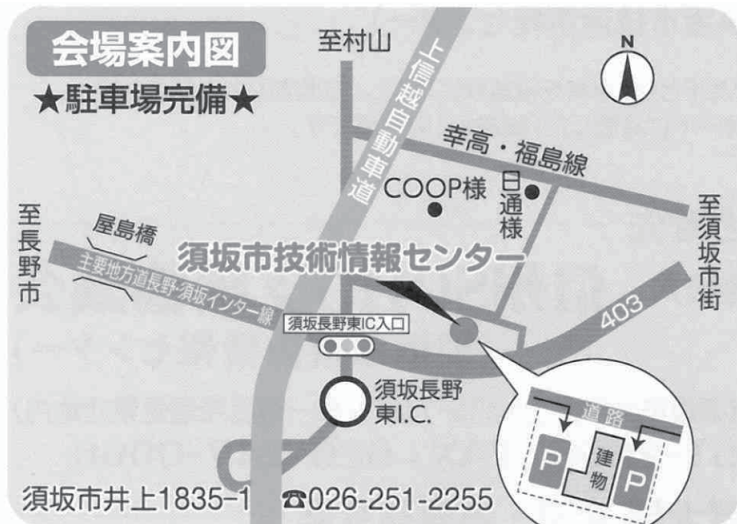 会場案内図
★駐車場完備★
至村山
上信越自動車道
N
幸高・福島線
COOP様
日通様
至須坂市街
至長野市
屋島橋
主要地方道長野・須坂インター線
須坂市技術情報センター
須坂長野東IC入口
403
須坂長野
東I.C.
道路
P
建物
P
須坂市井上1835-1 ☎026-251-2255